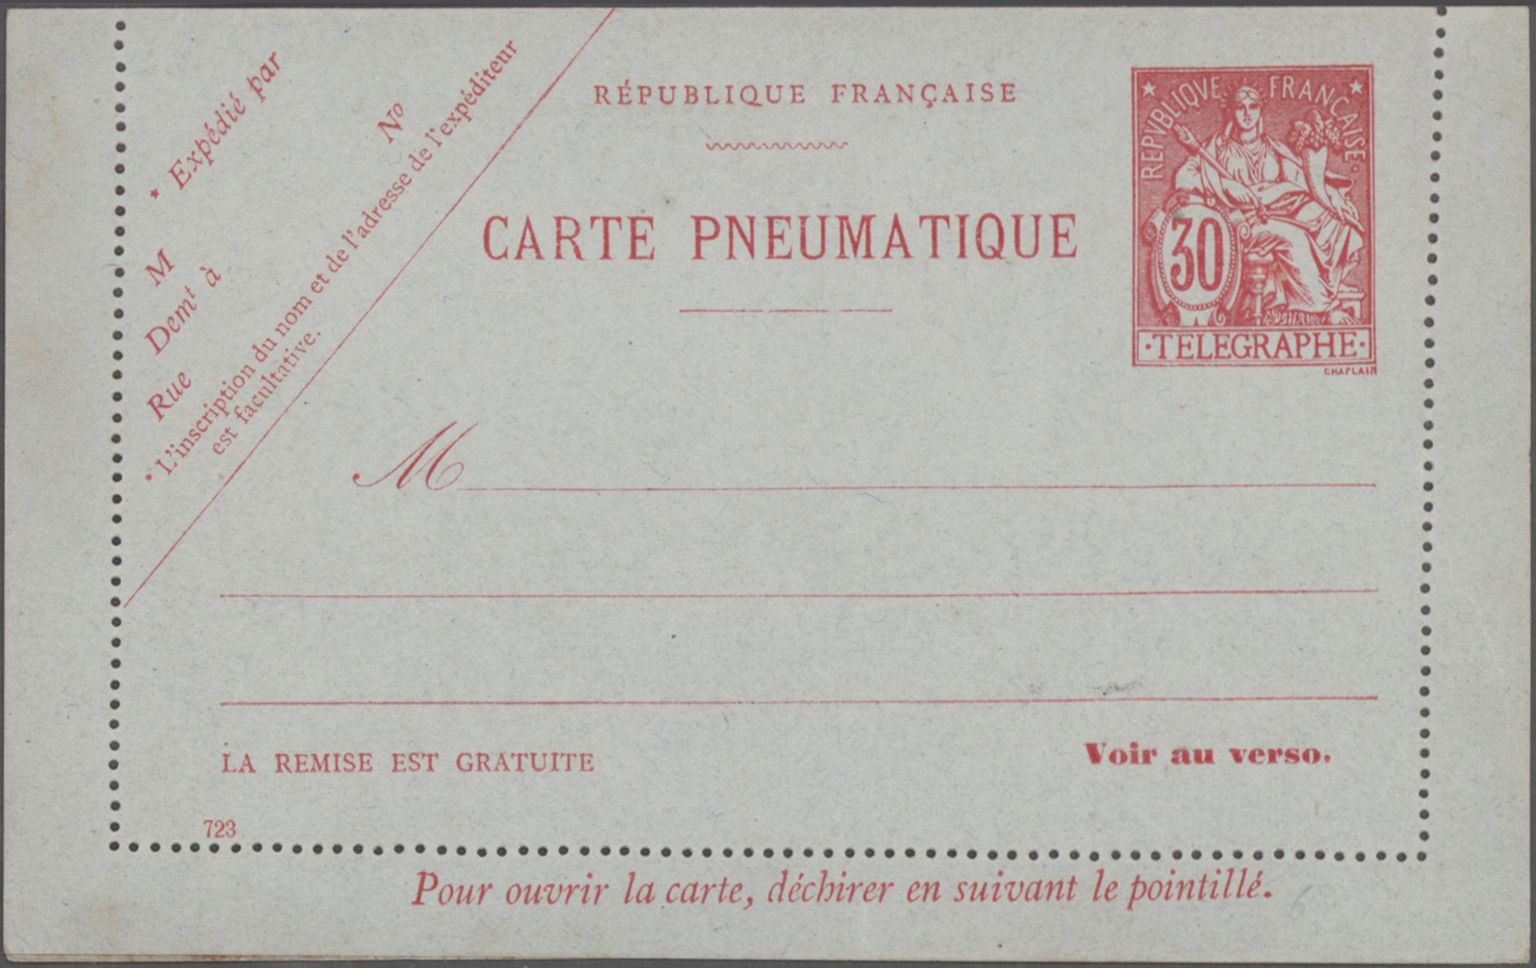 * Expédié par
M
Demt à
Rue
No
* L'inscription du nom et de l'adresse de l'expéditeur
est facultative.
RÉPUBLIQUE FRANÇAISE
CARTE PNEUMATIQUE
REPVBLIQVE FRANÇAISE
30
·TELEGRAPHE·
CHAPLAIN
M
LA REMISE EST GRATUITE
Voir au verso.
723
Pour ouvrir la carte, déchirer en suivant le pointillé.